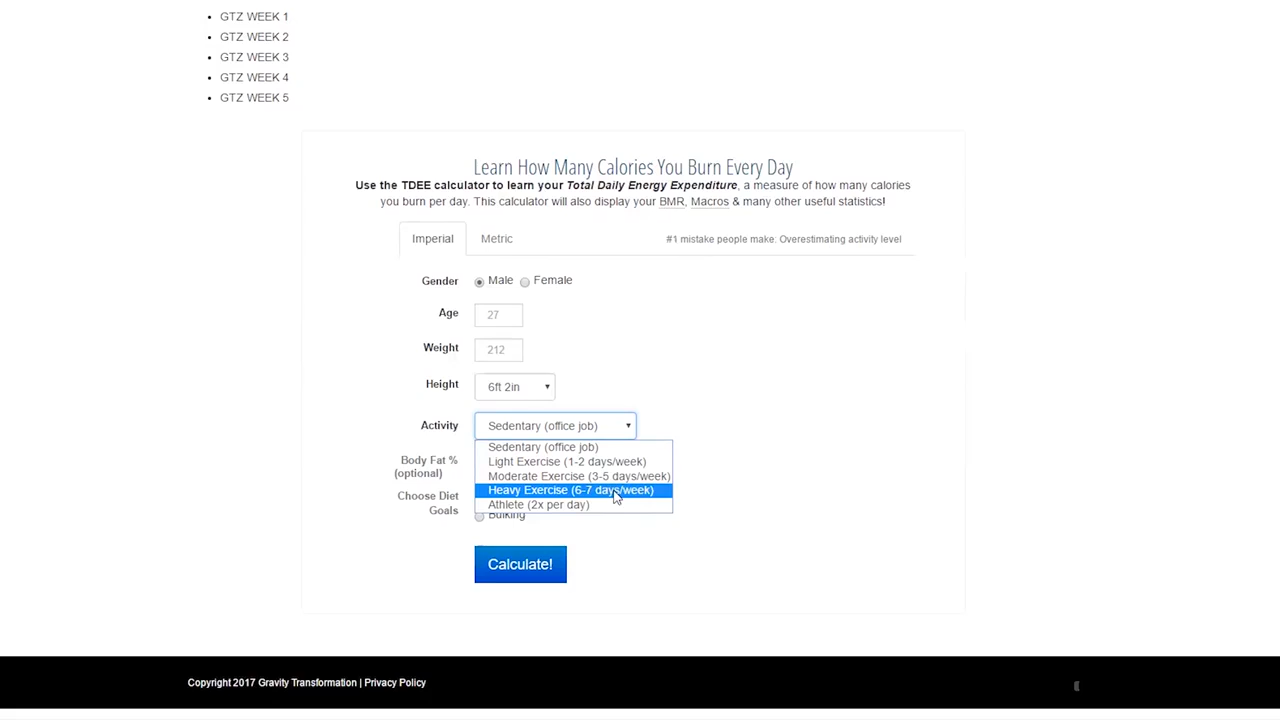 GTZ WEEK 1
GTZ WEEK 2
GTZ WEEK 3
GTZ WEEK 4
GTZ WEEK 5
Learn How Many Calories You Burn Every Day
Use the TDEE calculator to learn your Total Daily Energy Expenditure, a measure of how many calories
you burn per day. This calculator will also display your BMR, Macros & many other useful statistics!
Imperial Metric #1 mistake people make: Overestimating activity level
Gender Male Female
Age 27
Weight 212
Height 6ft 2in
Activity Sedentary (office job)
Sedentary (office job)
Body Fat % Light Exercise (1-2 days/week)
(optional) Moderate Exercise (3-5 days/week)
Choose Diet Heavy Exercise (6-7 days/week)
Goals Athlete (2x per day)
Bulking
Calculate!
Copyright 2017 Gravity Transformation | Privacy Policy